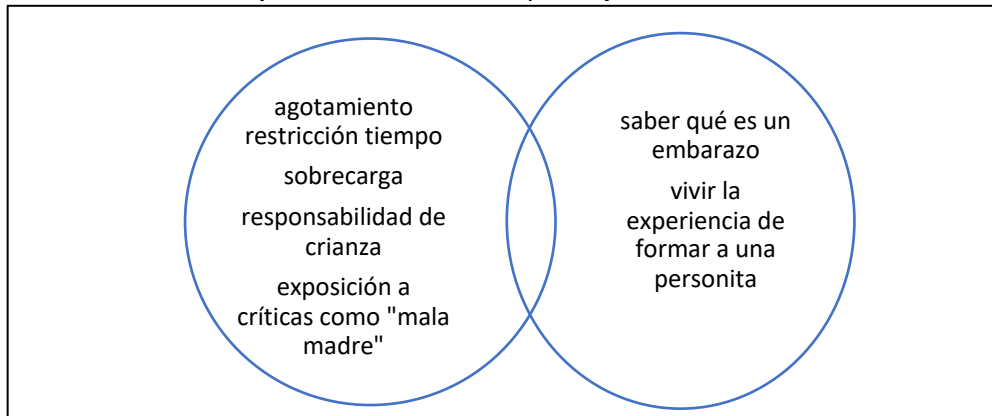 agotamiento
restricción tiempo
sobrecarga
responsabilidad de
crianza
exposición a
críticas como "mala
madre"
saber qué es un
embarazo
vivir la
experiencia de
formar a una
personita